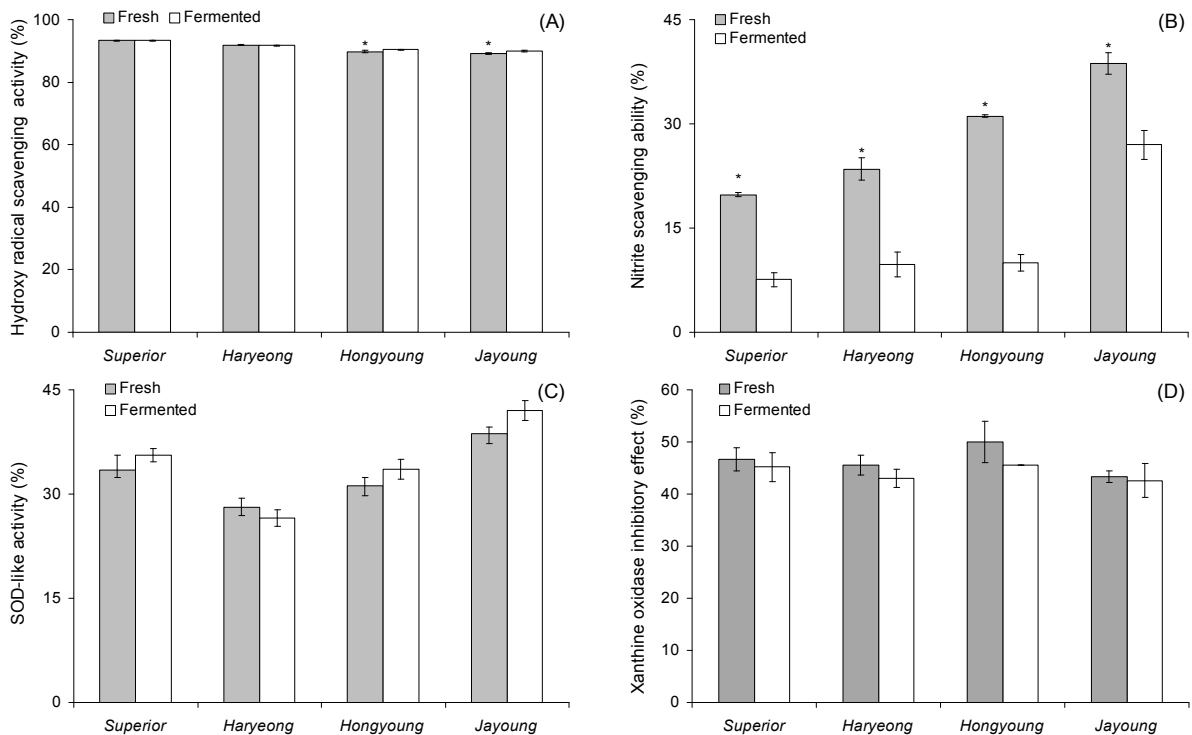 Fresh Fermented
(A)
Hydroxy radical scavenging activity (%)
100
80
60
40
20
0
*
*
Superior Haryeong Hongyoung Jayoung
Fresh
Fermented
(B)
Nitrite scavenging ability (%)
45
30
15
0
*
*
*
*
Superior Haryeong Hongyoung Jayoung
Fresh
Fermented
(C)
SOD-like activity (%)
45
30
15
0
Superior Haryeong Hongyoung Jayoung
Fresh
Fermented
(D)
Xanthine oxidase inhibitory effect (%)
60
50
40
30
20
10
0
Superior Haryeong Hongyoung Jayoung